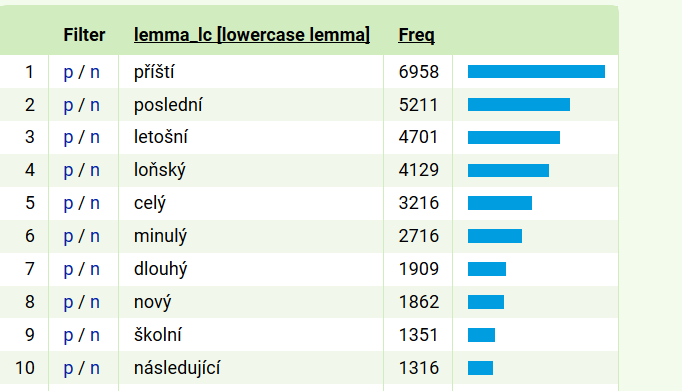 Filter lemma_lc [lowercase lemma] Freq
1 p / n příští 6958
2 p / n poslední 5211
3 p / n letošní 4701
4 p / n loňský 4129
5 p / n celý 3216
6 p / n minulý 2716
7 p / n dlouhý 1909
8 p / n nový 1862
9 p / n školní 1351
10 p / n následující 1316